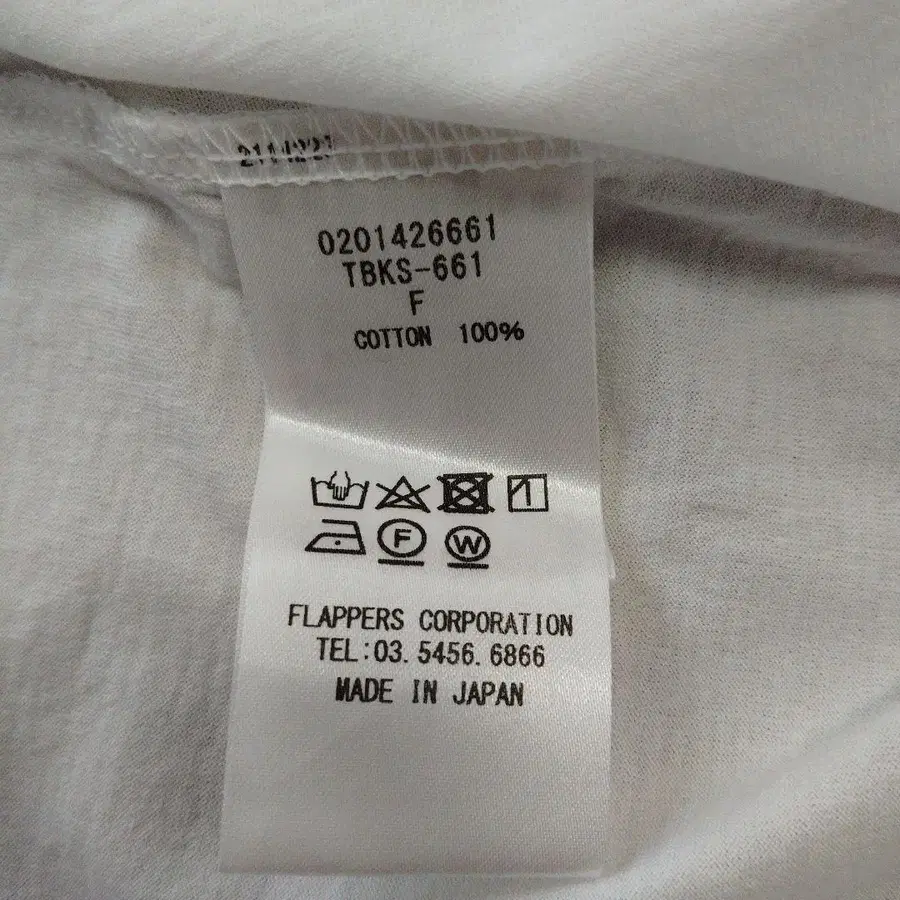 0201426661
TBKS-661
F
COTTON 100%
F W
FLAPPERS CORPORATION
TEL:03.5456.6866
MADE IN JAPAN